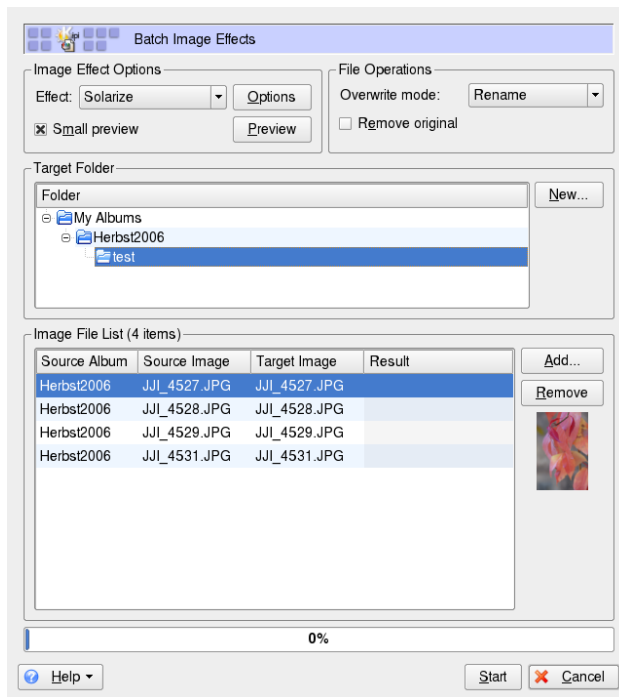 Batch Image Effects
Image Effect Options
File Operations
Effect: Solarize Options
Overwrite mode: Rename
Small preview Preview
Remove original
Target Folder
Folder
New...
My Albums
Herbst2006
test
Image File List (4 items)
Source Album Source Image Target Image Result
Add...
Herbst2006 JJI_4527.JPG JJI_4527.JPG
Remove
Herbst2006 JJI_4528.JPG JJI_4528.JPG
Herbst2006 JJI_4529.JPG JJI_4529.JPG
Herbst2006 JJI_4531.JPG JJI_4531.JPG
0%
Help Start Cancel